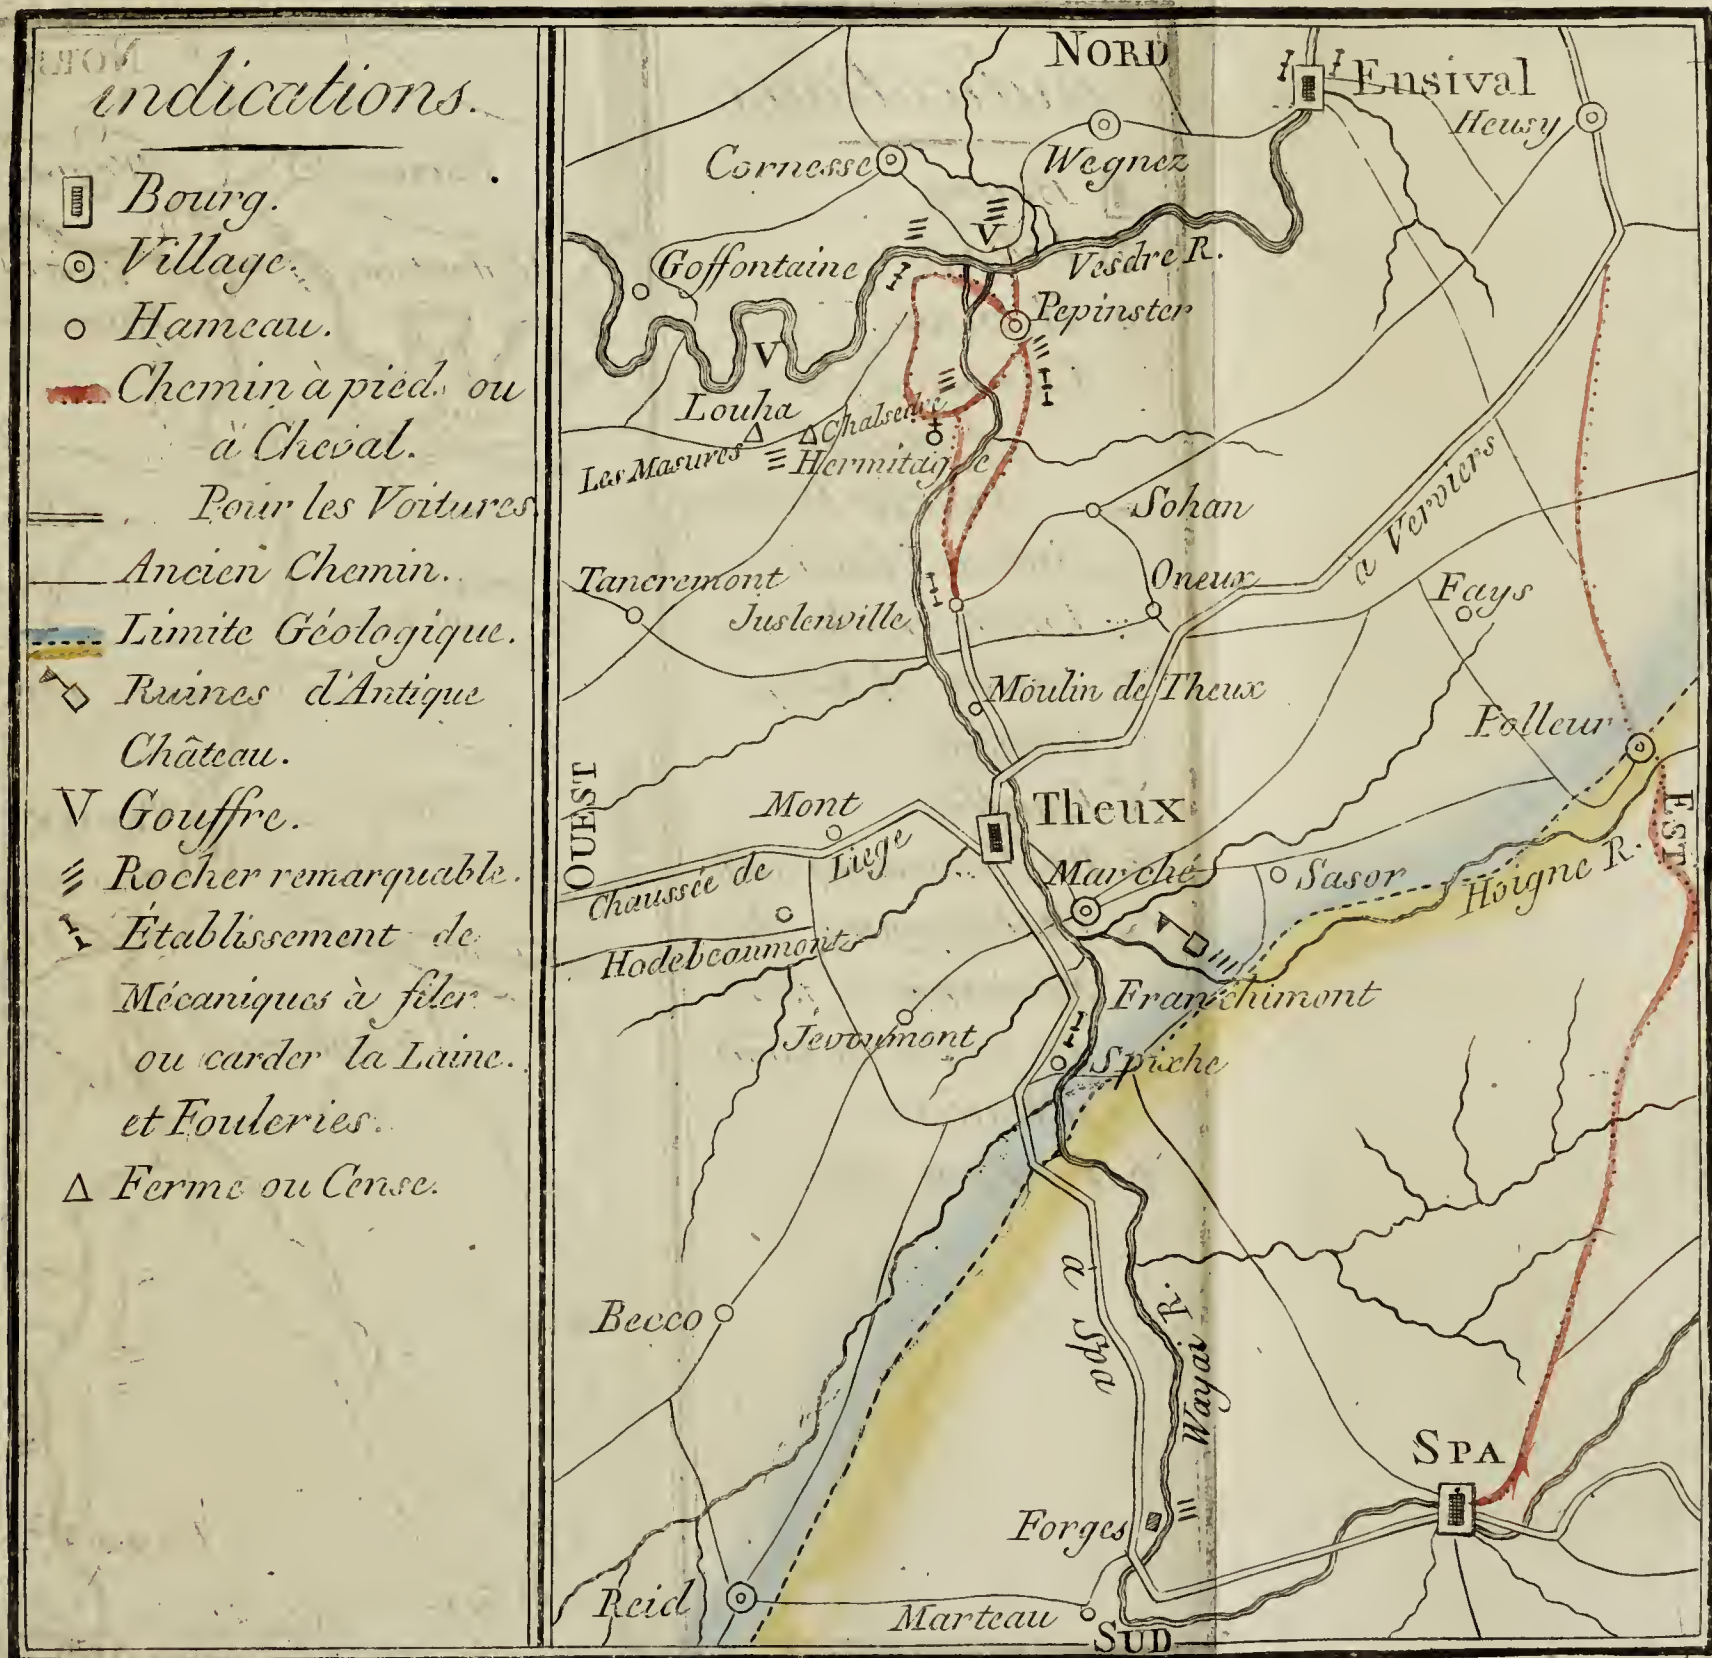 indications.
Bourg.
Village.
Hameau.
Chemin à pied. ou
à Cheval.
Pour les Voitures
Ancien Chemin.
Limite Géologique.
Ruines d'Antique
Château.
V Gouffre.
Rocher remarquable.
Établissement de
Mécaniques à filer
ou carder la Laine.
et Fouleries.
Δ Ferme ou Cense.
NORD
Ensival
Heusy
Cornesse
Wegnez
V
Vesdre R.
Goffontaine
Pepinster
V
Louha
Chalsedre
Les Masures
Hermitage
Sohan
a Verviers
Tancremont
Oneux
Fays
Juslenville
Moulin de Theux
Polleur
OUEST
EST
Mont
Theux
Chaussée de Liege
Marché
Sasor
Hoigne R.
Hodebeaumont
Franchimont
Jevoumont
Spixhe
à Spa
Wayai R.
Becco
SPA
Forges
Reid
Marteau
SUD